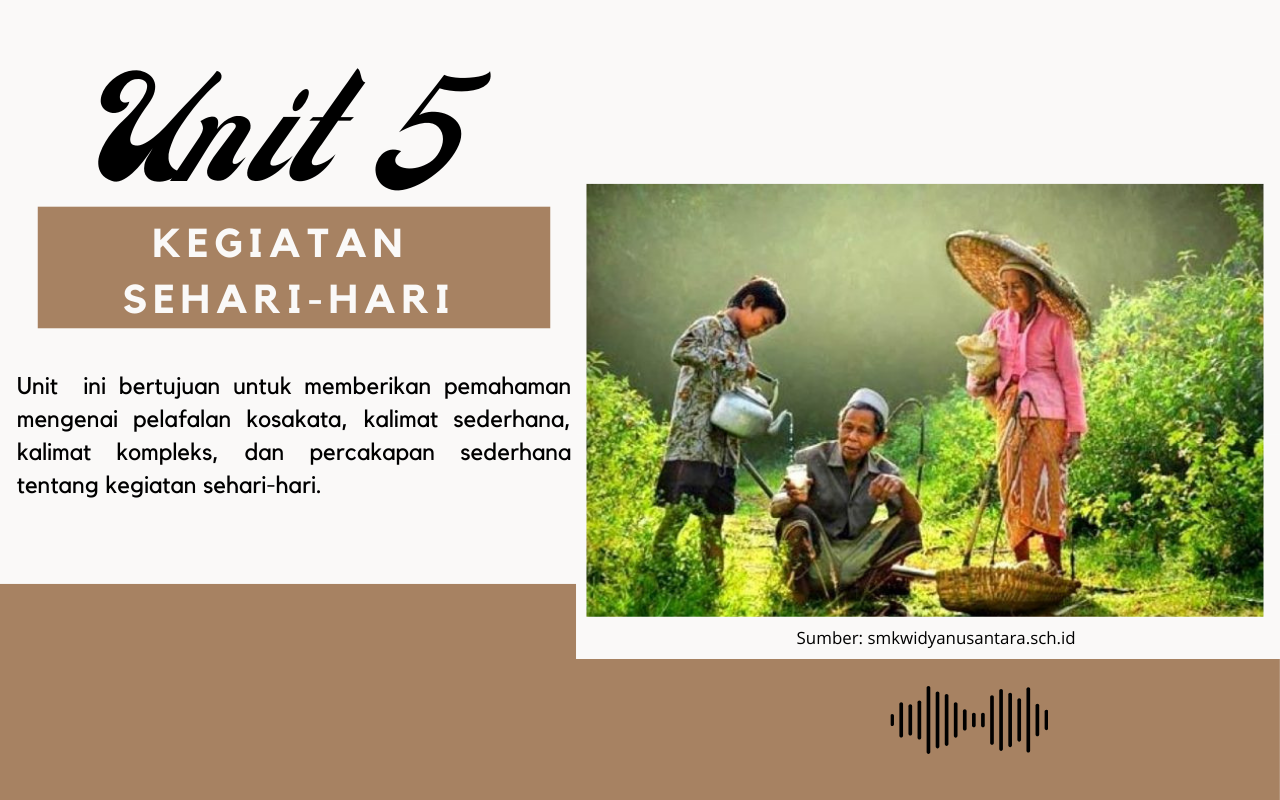 Unit 5
KEGIATAN
SEHARI-HARI
Unit ini bertujuan untuk memberikan pemahaman
mengenai pelafalan kosakata, kalimat sederhana,
kalimat kompleks, dan percakapan sederhana
tentang kegiatan sehari-hari.
Sumber: smkwidyanusantara.sch.id